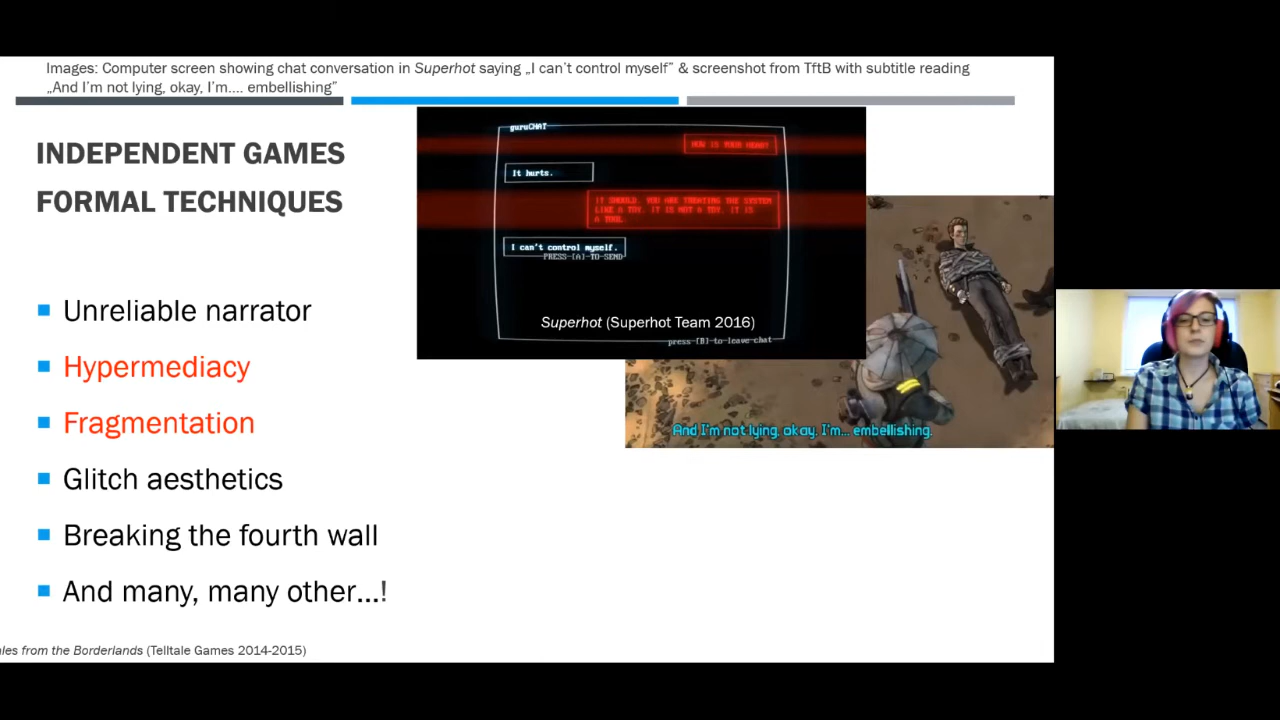 Images: Computer screen showing chat conversation in Superhot saying „I can't control myself" & screenshot from TftB with subtitle reading
„And I'm not lying, okay, I'm.... embellishing"
INDEPENDENT GAMES
FORMAL TECHNIQUES
Unreliable narrator
Hypermediacy
Fragmentation
Glitch aesthetics
Breaking the fourth wall
And many, many other...!
guruCHAT
HOW IS YOUR HEAD?
It hurts.
IT SHOULD. YOU ARE TREATING THE SYSTEM
LIKE A TOY. IT IS NOT A TOY. IT IS
A TOOL.
I can't control myself.
PRESS [A] TO SEND
Superhot (Superhot Team 2016)
press [B] to leave chat
And I'm not lying, okay, I'm... embellishing.
ales from the Borderlands (Telltale Games 2014-2015)